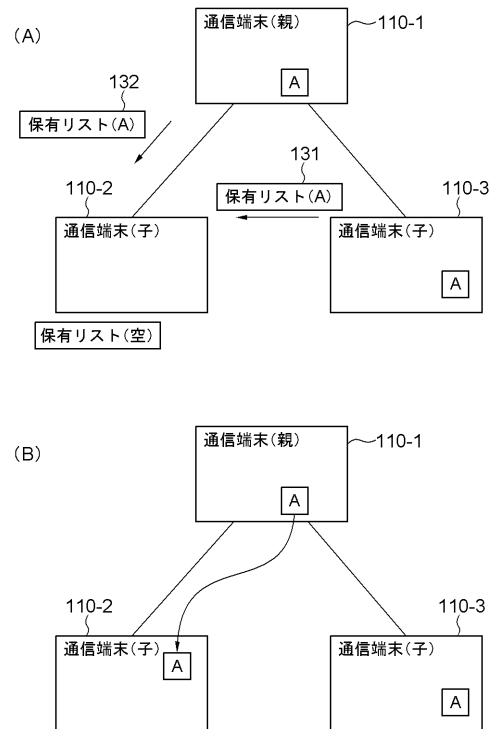 (A)
通信端末(親)
110-1
A
132
保有リスト(A)
131
保有リスト(A)
110-2
通信端末(子)
110-3
通信端末(子)
A
保有リスト(空)
(B)
通信端末(親)
110-1
A
110-2
通信端末(子)
A
110-3
通信端末(子)
A